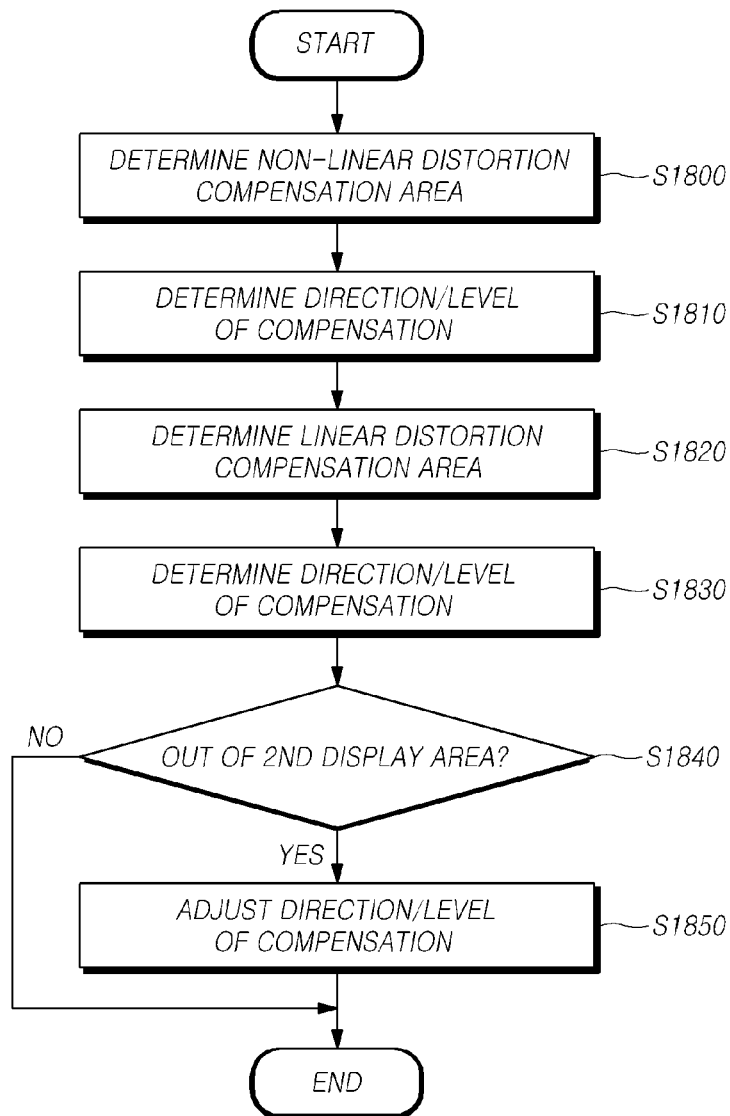 START
DETERMINE NON-LINEAR DISTORTION
COMPENSATION AREA
S1800
DETERMINE DIRECTION/LEVEL
OF COMPENSATION
S1810
DETERMINE LINEAR DISTORTION
COMPENSATION AREA
S1820
DETERMINE DIRECTION/LEVEL
OF COMPENSATION
S1830
NO
OUT OF 2ND DISPLAY AREA?
S1840
YES
ADJUST DIRECTION/LEVEL
OF COMPENSATION
S1850
END